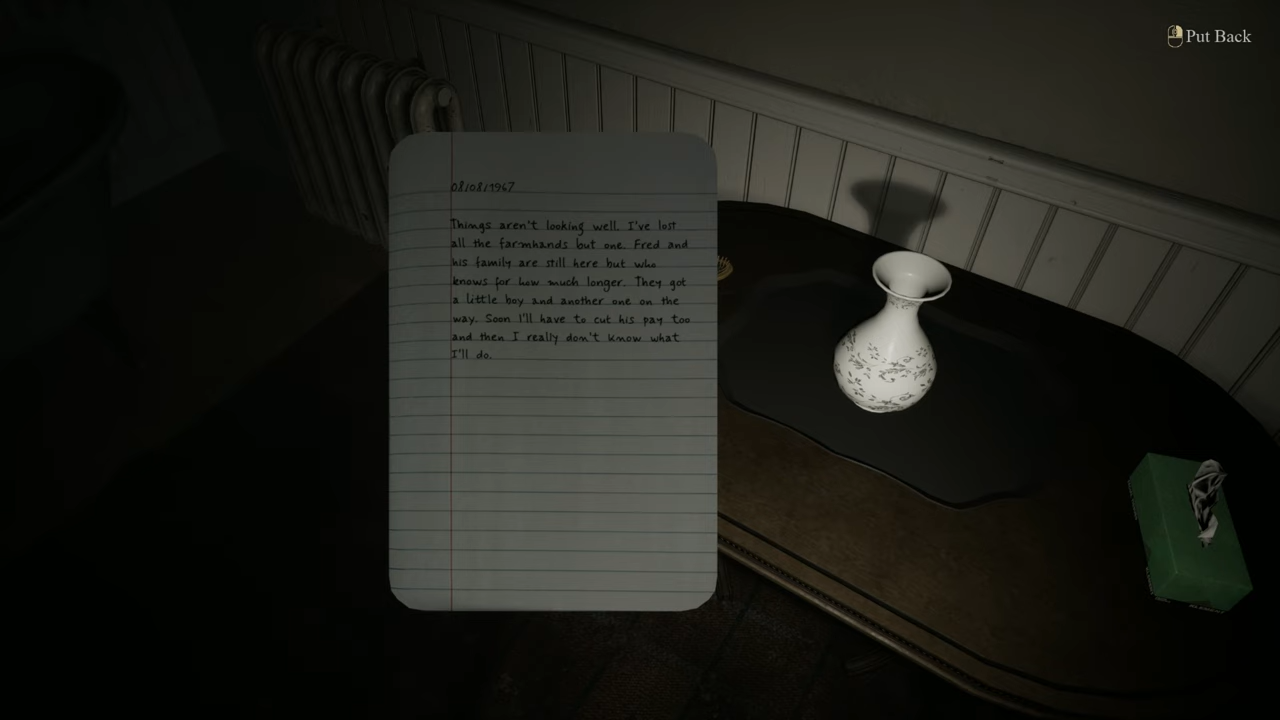 Put Back
08/08/1967
Things aren't looking well. I've lost
all the farmhands but one. Fred and
his family are still here but who
knows for how much longer. They got
a little boy and another one on the
way. Soon I'll have to cut his pay too
and then I really don't know what
I'll do.